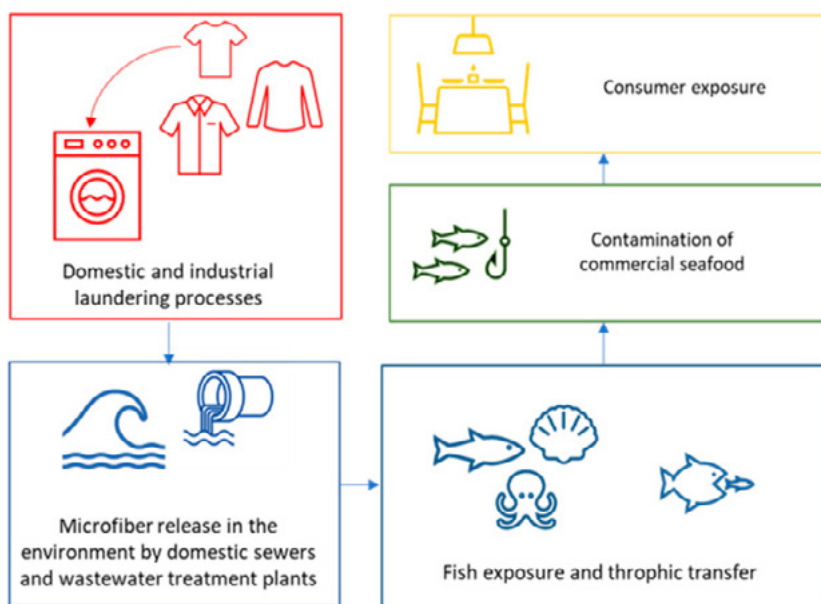 Domestic and industrial
laundering processes
Microfiber release in the
environment by domestic sewers
and wastewater treatment plants
Fish exposure and throphic transfer
Contamination of
commercial seafood
Consumer exposure